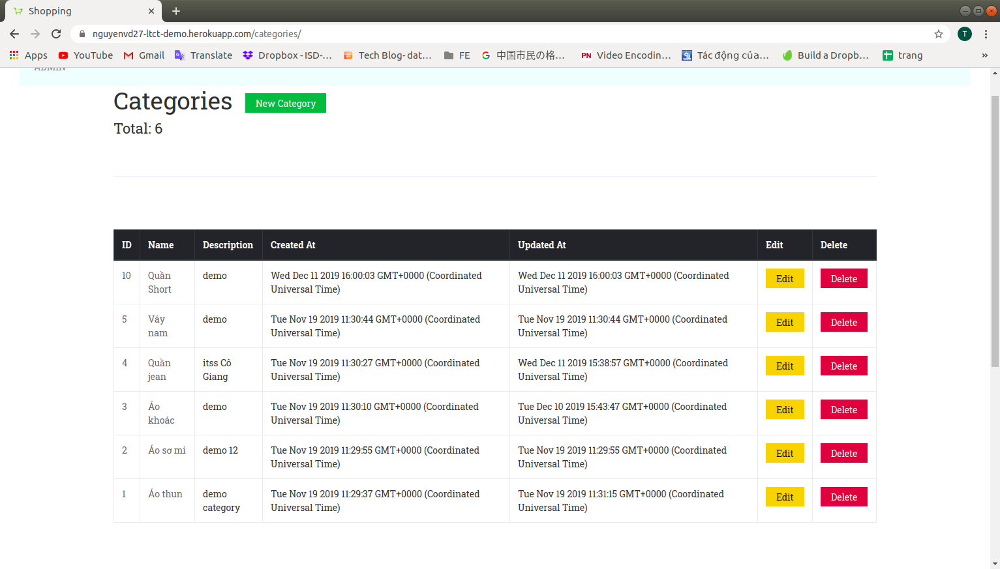 Shopping
nguyenvd27-ltct-demo.herokuapp.com/categories/
T
Apps YouTube Gmail Translate Dropbox - ISD-... Tech Blog- dat... FE 中国市民の格... PN Video Encodin... Tác động của... Build a Dropb... trang »
ADMIN
Categories New Category
Total: 6
ID Name Description Created At Updated At Edit Delete
10 Quần demo Wed Dec 11 2019 16:00:03 GMT+0000 (Coordinated Wed Dec 11 2019 16:00:03 GMT+0000 (Coordinated Edit Delete
Short Universal Time) Universal Time)
5 Váy demo Tue Nov 19 2019 11:30:44 GMT+0000 (Coordinated Tue Nov 19 2019 11:30:44 GMT+0000 (Coordinated Edit Delete
nam Universal Time) Universal Time)
4 Quần itss Cô Tue Nov 19 2019 11:30:27 GMT+0000 (Coordinated Wed Dec 11 2019 15:38:57 GMT+0000 (Coordinated Edit Delete
jean Giang Universal Time) Universal Time)
3 Áo demo Tue Nov 19 2019 11:30:10 GMT+0000 (Coordinated Tue Dec 10 2019 15:43:47 GMT+0000 (Coordinated Edit Delete
khoác Universal Time) Universal Time)
2 Áo sơ mi demo 12 Tue Nov 19 2019 11:29:55 GMT+0000 (Coordinated Tue Nov 19 2019 11:29:55 GMT+0000 (Coordinated Edit Delete
Universal Time) Universal Time)
1 Áo thun demo Tue Nov 19 2019 11:29:37 GMT+0000 (Coordinated Tue Nov 19 2019 11:31:15 GMT+0000 (Coordinated Edit Delete
category Universal Time) Universal Time)